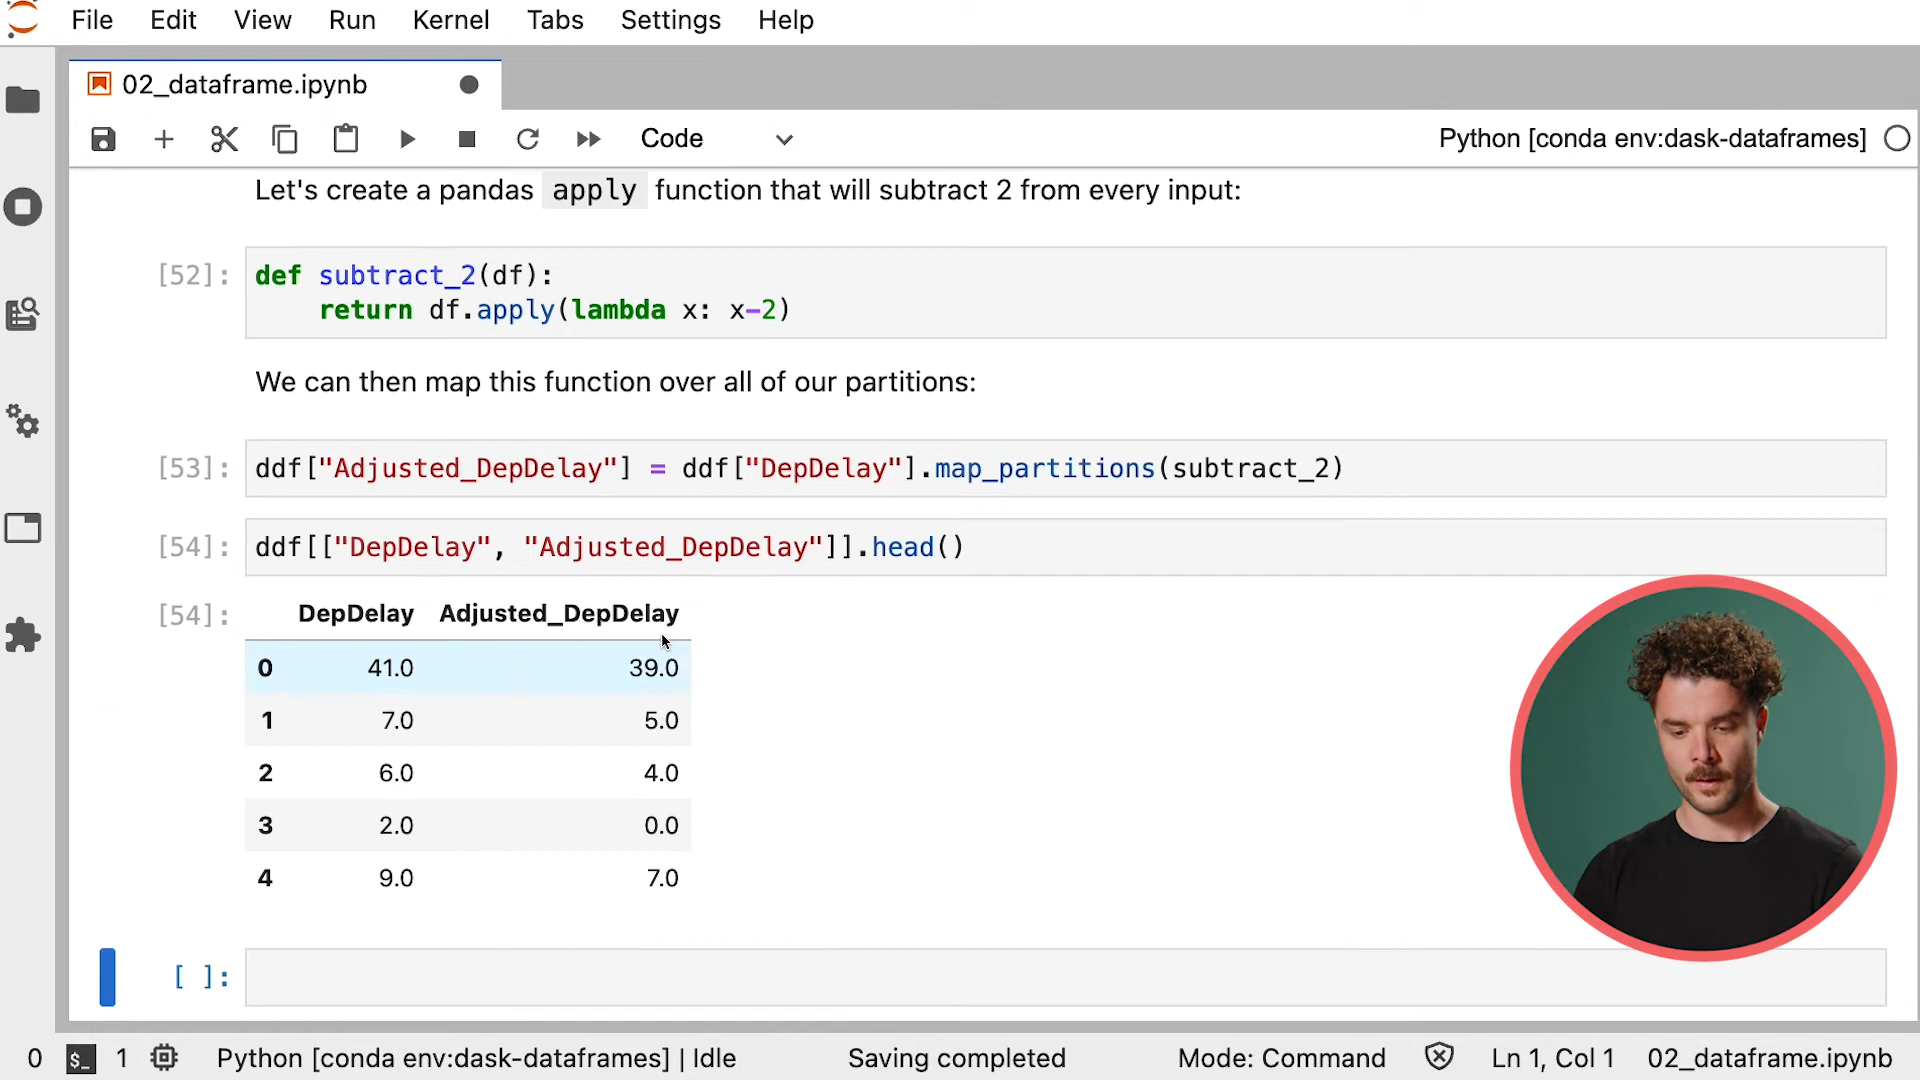 File Edit View Run Kernel Tabs Settings Help
02_dataframe.ipynb
Code
Python [conda env:dask-dataframes]
Let's create a pandas apply function that will subtract 2 from every input:
[52]: def subtract_2(df):
return df.apply(lambda x: x-2)
We can then map this function over all of our partitions:
[53]: ddf["Adjusted_DepDelay"] = ddf["DepDelay"].map_partitions(subtract_2)
[54]: ddf[["DepDelay", "Adjusted_DepDelay"]].head()
[54]: DepDelay Adjusted_DepDelay
0 41.0 39.0
1 7.0 5.0
2 6.0 4.0
3 2.0 0.0
4 9.0 7.0
[ ]:
0 $_ 1 Python [conda env:dask-dataframes] | Idle Saving completed Mode: Command Ln 1, Col 1 02_dataframe.ipynb